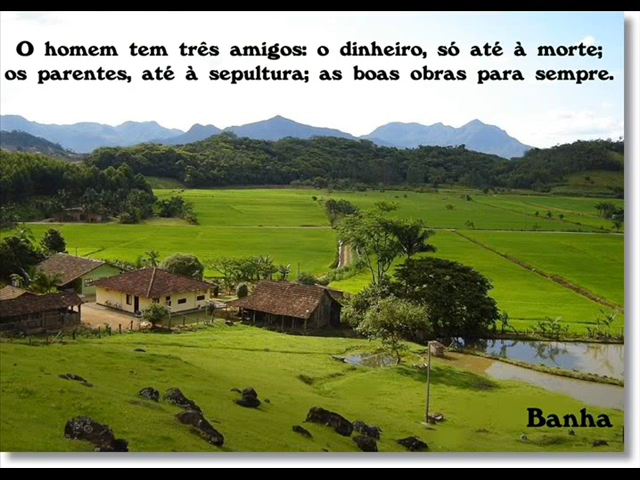 O homem tem três amigos: o dinheiro, só até à morte;
os parentes, até à sepultura; as boas obras para sempre.
Banha